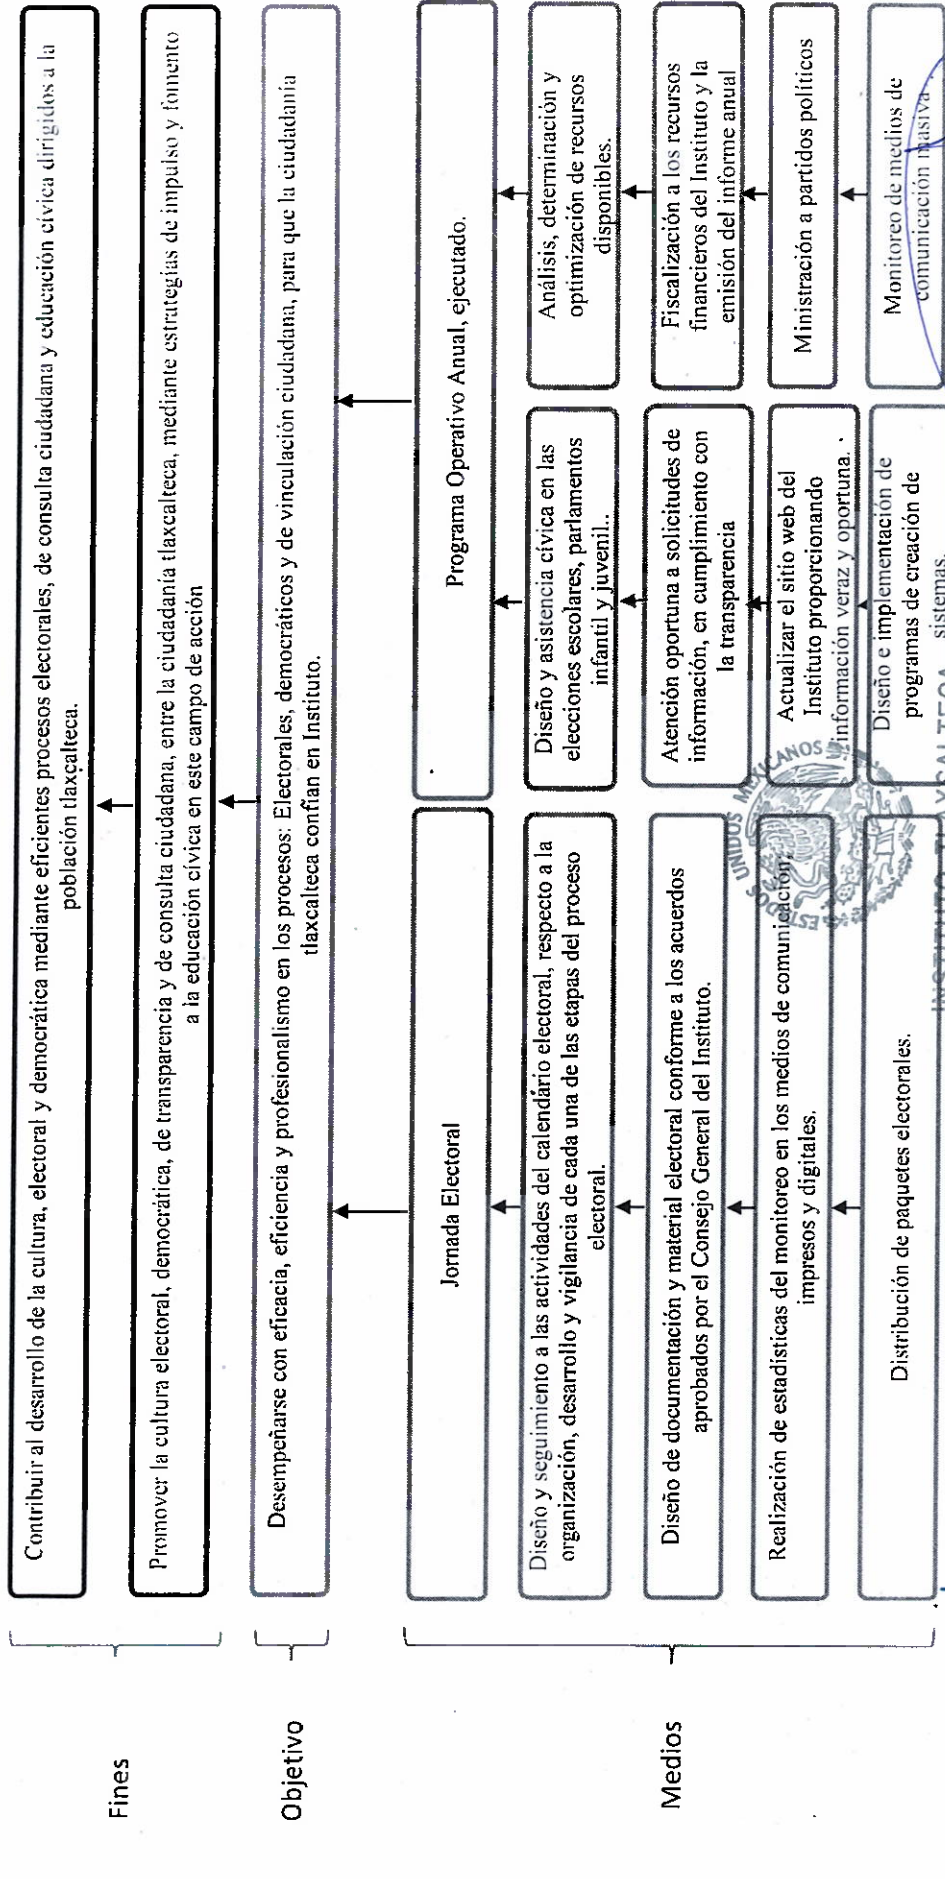 Fines
Contribuir al desarrollo de la cultura, electoral y democrática mediante eficientes procesos electorales, de consulta ciudadana y educación cívica dirigidos a la
población tlaxcalteca.
Promover la cultura electoral, democrática, de transparencia y de consulta ciudadana, entre la ciudadanía tlaxcalteca, mediante estrategias de impulso y fomento
a la educación cívica en este campo de acción
Objetivo
Desempeñarse con eficacia, eficiencia y profesionalismo en los procesos: Electorales, democráticos y de vinculación ciudadana, para que la ciudadanía
tlaxcalteca confían en Instituto.
Medios
Jornada Electoral
Diseño y seguimiento a las actividades del calendário electoral, respecto a la
organización, desarrollo y vigilancia de cada una de las etapas del proceso
electoral.
Diseño de documentación y material electoral conforme a los acuerdos
aprobados por el Consejo General del Instituto.
Realización de estadísticas del monitoreo en los medios de comunicación,
impresos y digitales.
Distribución de paquetes electorales.
Programa Operativo Anual, ejecutado.
Diseño y asistencia cívica en las
elecciones escolares, parlamentos
infantil y juvenil..
Atención oportuna a solicitudes de
información, en cumplimiento con
la transparencia
Actualizar el sitio web del
Instituto proporcionando
información veraz y oportuna.
Diseño e implementación de
programas de creación de
sistemas.
Análisis, determinación y
optimización de recursos
disponibles.
Fiscalización a los recursos
financieros del Instituto y la
emisión del informe anual
Ministración a partidos políticos
Monitoreo de medios de
comunicación masiva
ESTADOS UNIDOS MEXICANOS